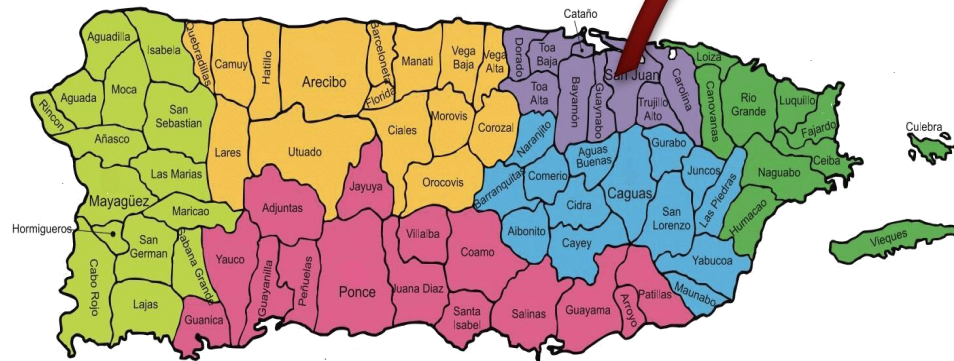 Aguadilla
Isabela
Quebradillas
Camuy
Hatillo
Arecibo
Barceloneta
Florida
Manati
Vega
Baja
Vega
Alta
Dorado
Toa
Baja
Cataño
Toa
Alta
Bayamón
Guaynabo
San Juan
Trujillo
Alto
Carolina
Loiza
Canovanas
Rio
Grande
Luquillo
Fajardo
Culebra
Rincon
Aguada
Moca
San
Sebastian
Añasco
Las Marias
Lares
Utuado
Ciales
Morovis
Corozal
Orocovis
Naranjito
Barranquitas
Comerio
Aguas
Buenas
Caguas
Gurabo
Juncos
Las Piedras
Naguabo
Ceiba
Humacao
Vieques
Mayagüez
Hormigueros
Maricao
San
German
Sabana Grande
Cabo Rojo
Lajas
Guanica
Yauco
Adjuntas
Jayuya
Guayanilla
Peñuelas
Ponce
Villalba
Juana Diaz
Coamo
Santa
Isabel
Aibonito
Cidra
Cayey
San
Lorenzo
Yabucoa
Maunabo
Salinas
Guayama
Arroyo
Patillas